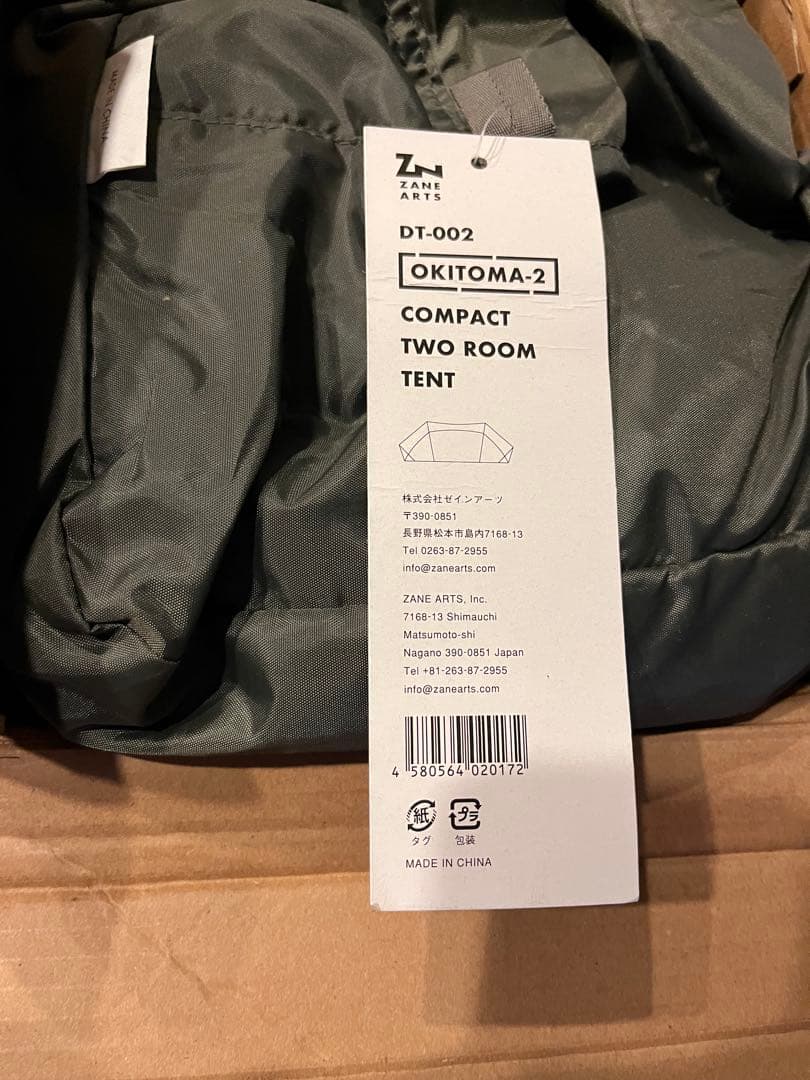 MADE IN CHINA
ZN
ZANE
ARTS
DT-002
OKITOMA-2
COMPACT
TWO ROOM
TENT
株式会社ゼインアーツ
〒390-0851
長野県松本市島内7168-13
Tel 0263-87-2955
info@zanearts.com
ZANE ARTS, Inc.
7168-13 Shimauchi
Matsumoto-shi
Nagano 390-0851 Japan
Tel +81-263-87-2955
info@zanearts.com
4 580564 020172
紙 プラ
タグ 包装
MADE IN CHINA